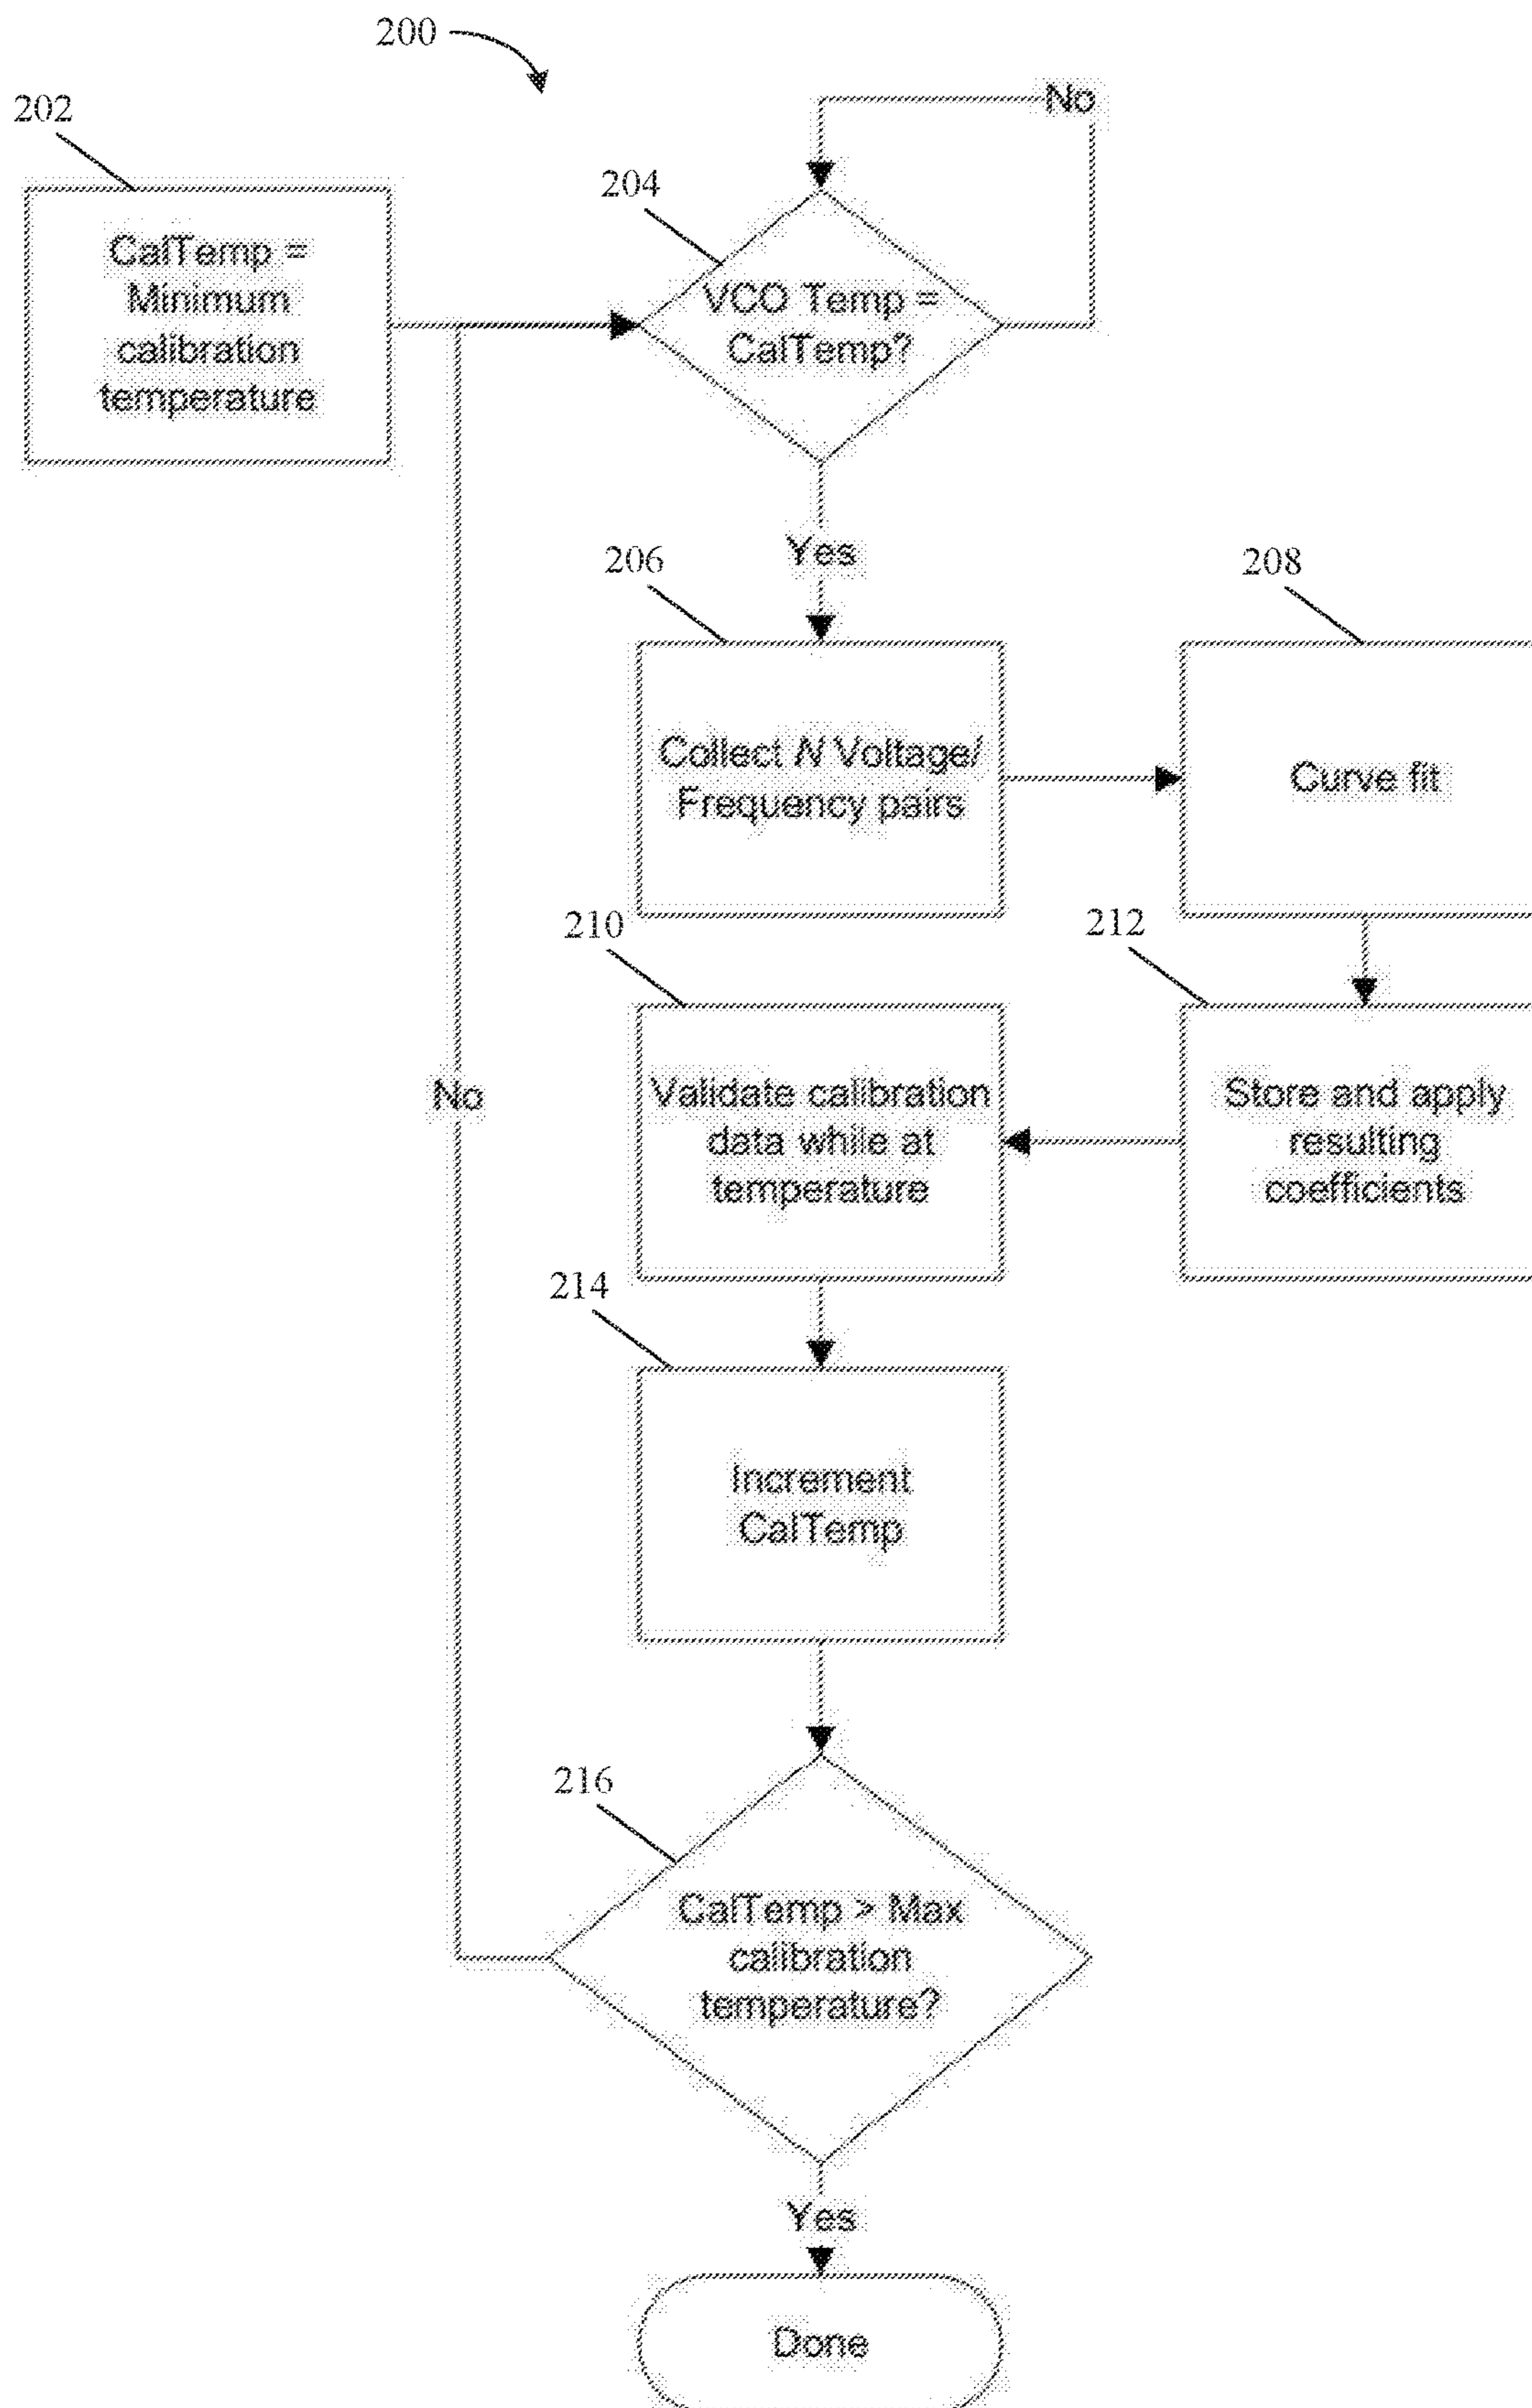 200
202
CalTemp =
Minimum
calibration
temperature
No
204
VCO Temp =
CalTemp?
Yes
206
Collect N Voltage/
Frequency pairs
208
Curve fit
210
Validate calibration
data while at
temperature
212
Store and apply
resulting
coefficients
No
214
Increment
CalTemp
216
CalTemp > Max
calibration
temperature?
Yes
Done